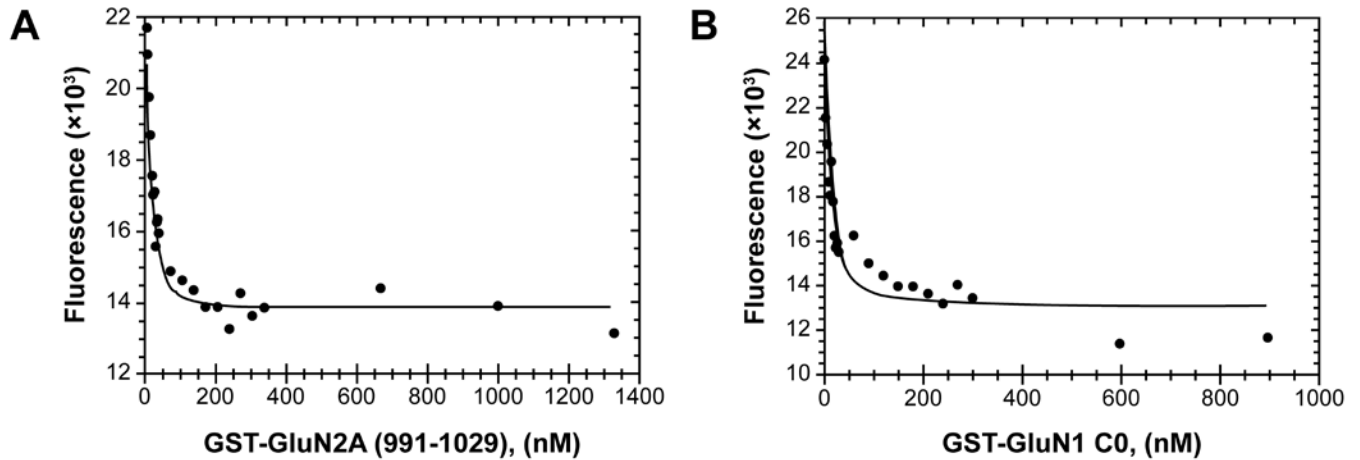 A
Fluorescence (×10³)
22
20
18
16
14
12
0 200 400 600 800 1000 1200 1400
GST-GluN2A (991-1029), (nM)
B
Fluorescence (×10³)
26
24
22
20
18
16
14
12
10
0 200 400 600 800 1000
GST-GluN1 C0, (nM)